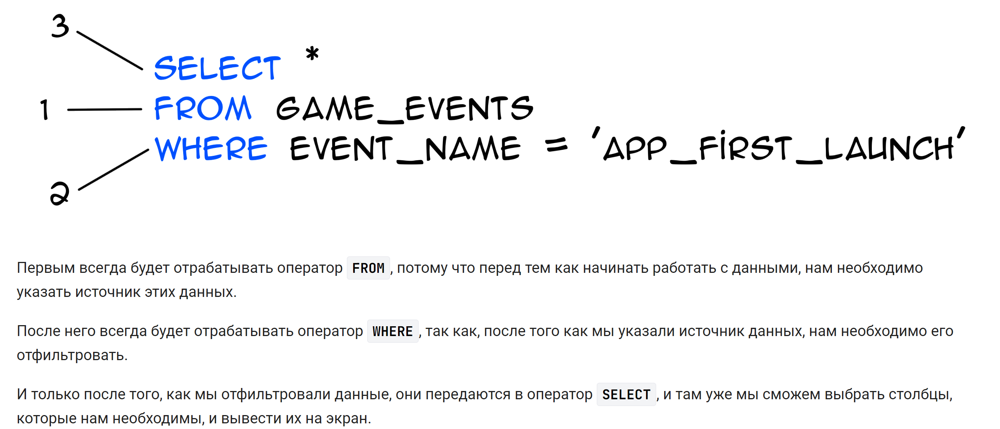 3
SELECT *
1 FROM GAME_EVENTS
WHERE EVENT_NAME = 'APP_FIRST_LAUNCH'
2
Первым всегда будет отрабатывать оператор FROM, потому что перед тем как начинать работать с данными, нам необходимо
указать источник этих данных.
После него всегда будет отрабатывать оператор WHERE, так как, после того как мы указали источник данных, нам необходимо его
отфильтровать.
И только после того, как мы отфильтровали данные, они передаются в оператор SELECT, и там уже мы сможем выбрать столбцы,
которые нам необходимы, и вывести их на экран.